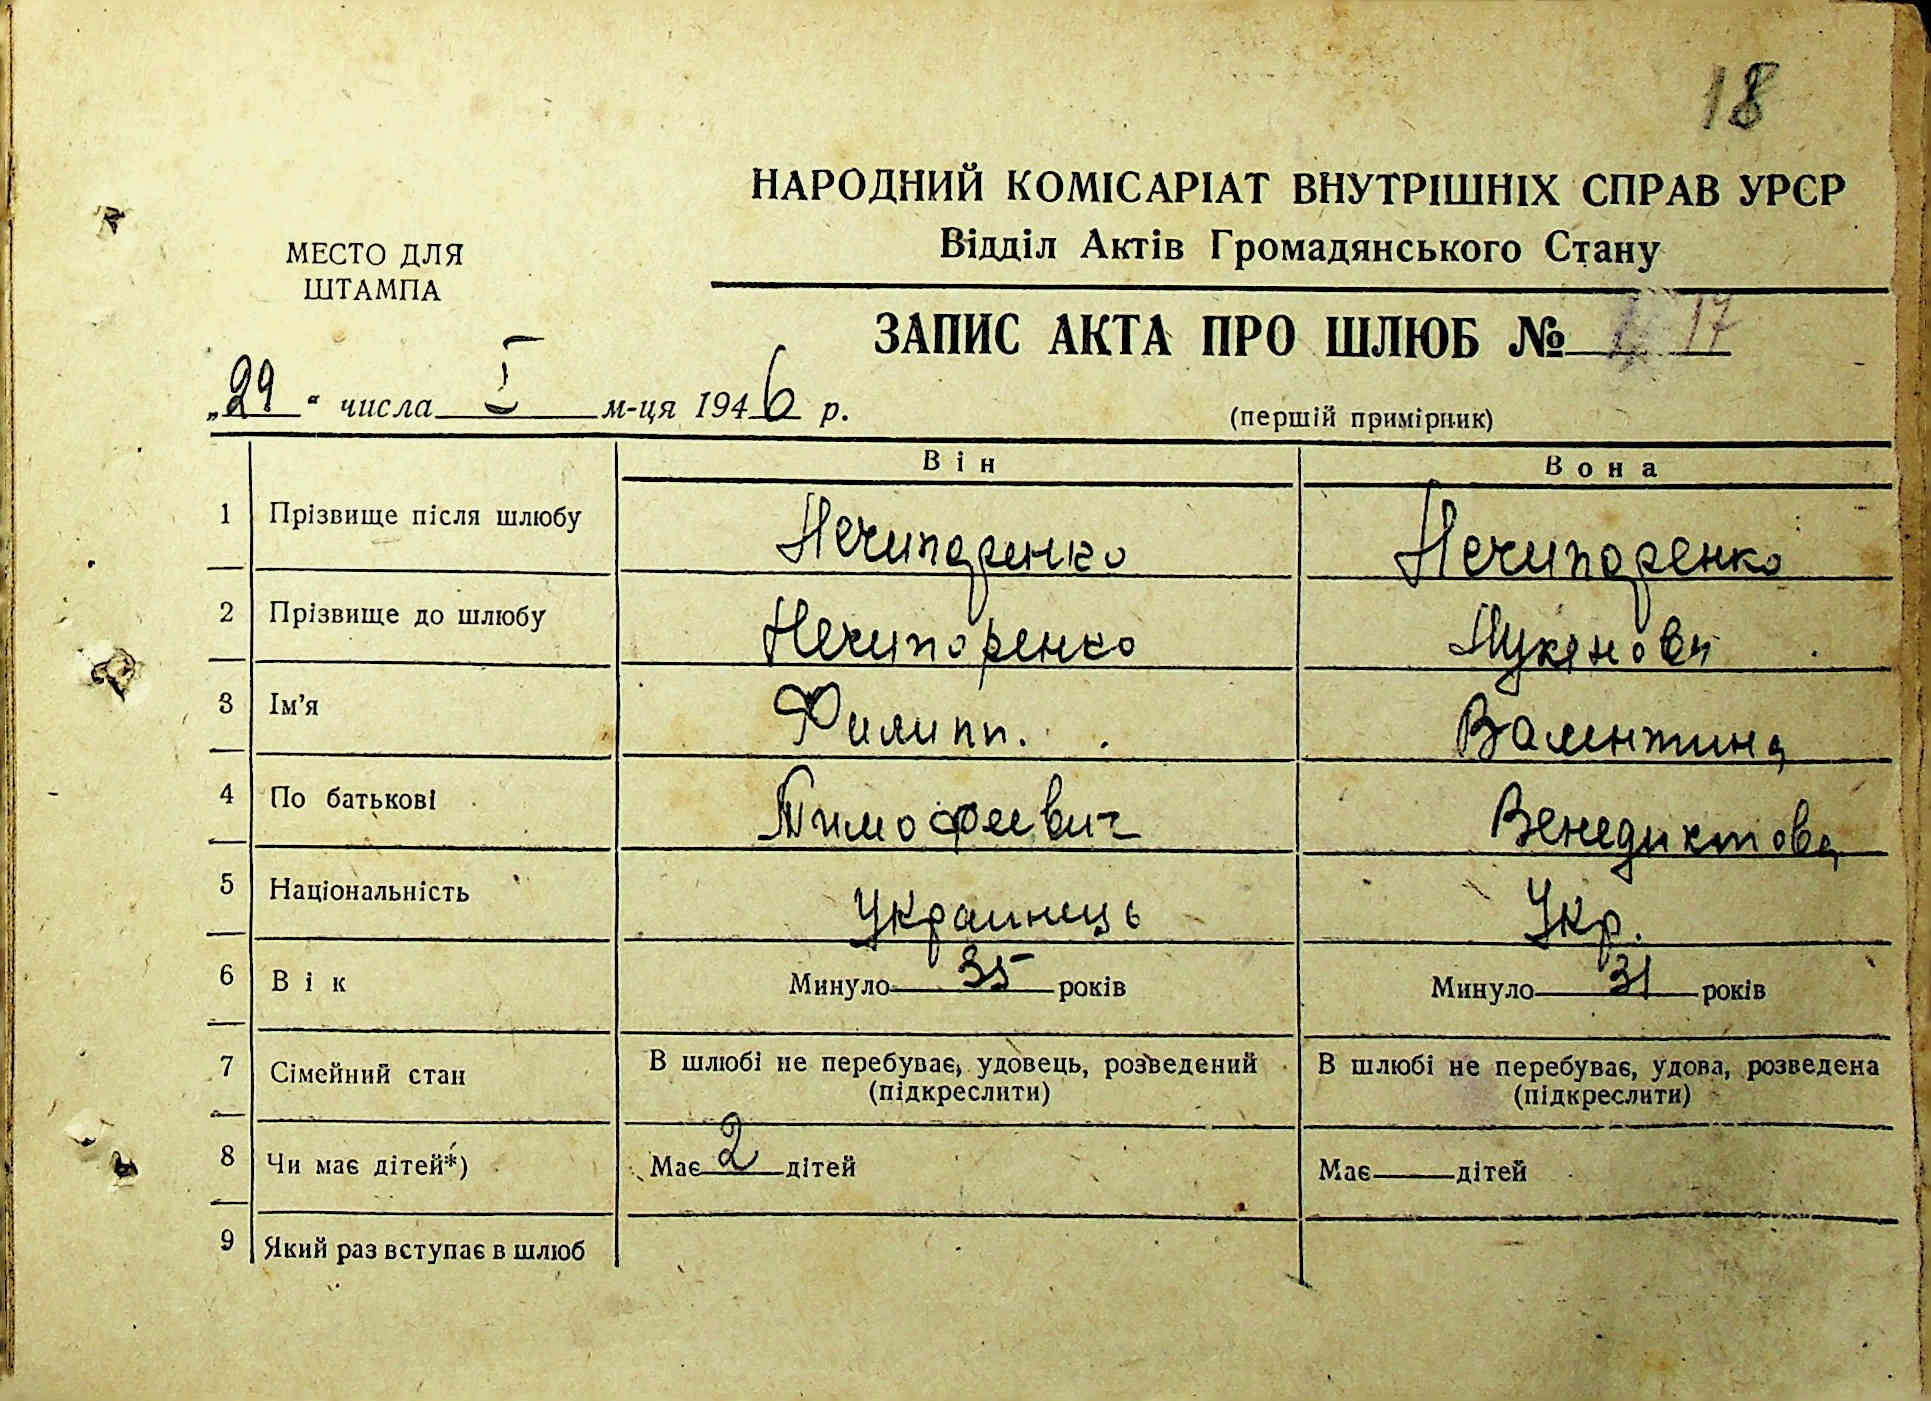 18
НАРОДНИЙ КОМІСАРІАТ ВНУТРІШНІХ СПРАВ УРСР
Відділ Актів Громадянського Стану
МЕСТО ДЛЯ
ШТАМПА
ЗАПИС АКТА ПРО ШЛЮБ № 17
„29“ числа I м-ця 1946 р.
(першій примірник)
Він Вона
1 Прізвище після шлюбу Нечипоренко Нечипоренко
2 Прізвище до шлюбу Нечипоренко Лукянова
3 Ім'я Филипп. Валентина
4 По батькові Тимофеевич Венедиктова
5 Національність Украинець Укр.
6 Вік Минуло 35 років Минуло 31 років
7 Сімейний стан В шлюбі не перебуває, удовець, розведений В шлюбі не перебуває, удова, розведена
(підкреслити) (підкреслити)
8 Чи має дітей*) Має 2 дітей Має — дітей
9 Який раз вступає в шлюб